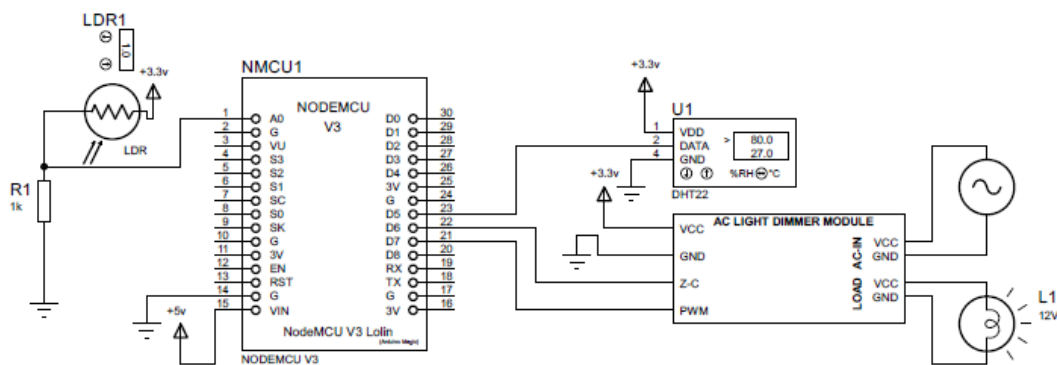 LDR1
1.0
+3.3v
LDR
R1
1k
NMCU1
NODEMCU
V3
1 A0
2 G
3 VU
4 S3
5 S2
6 S1
7 SC
8 S0
9 SK
10 G
11 3V
12 EN
13 RST
14 G
15 VIN
D0 30
D1 29
D2 28
D3 27
D4 26
3V 25
G 24
D5 23
D6 22
D7 21
D8 20
RX 19
TX 18
G 17
3V 16
NodeMCU V3 Lolin
(Arduino Magix)
NODEMCU V3
+5v
+3.3v
U1
1 VDD
2 DATA
4 GND
>
80.0
27.0
%RH °C
DHT22
+3.3v
AC LIGHT DIMMER MODULE
VCC
GND
Z-C
PWM
AC-IN
VCC
GND
LOAD
VCC
GND
L1
12V